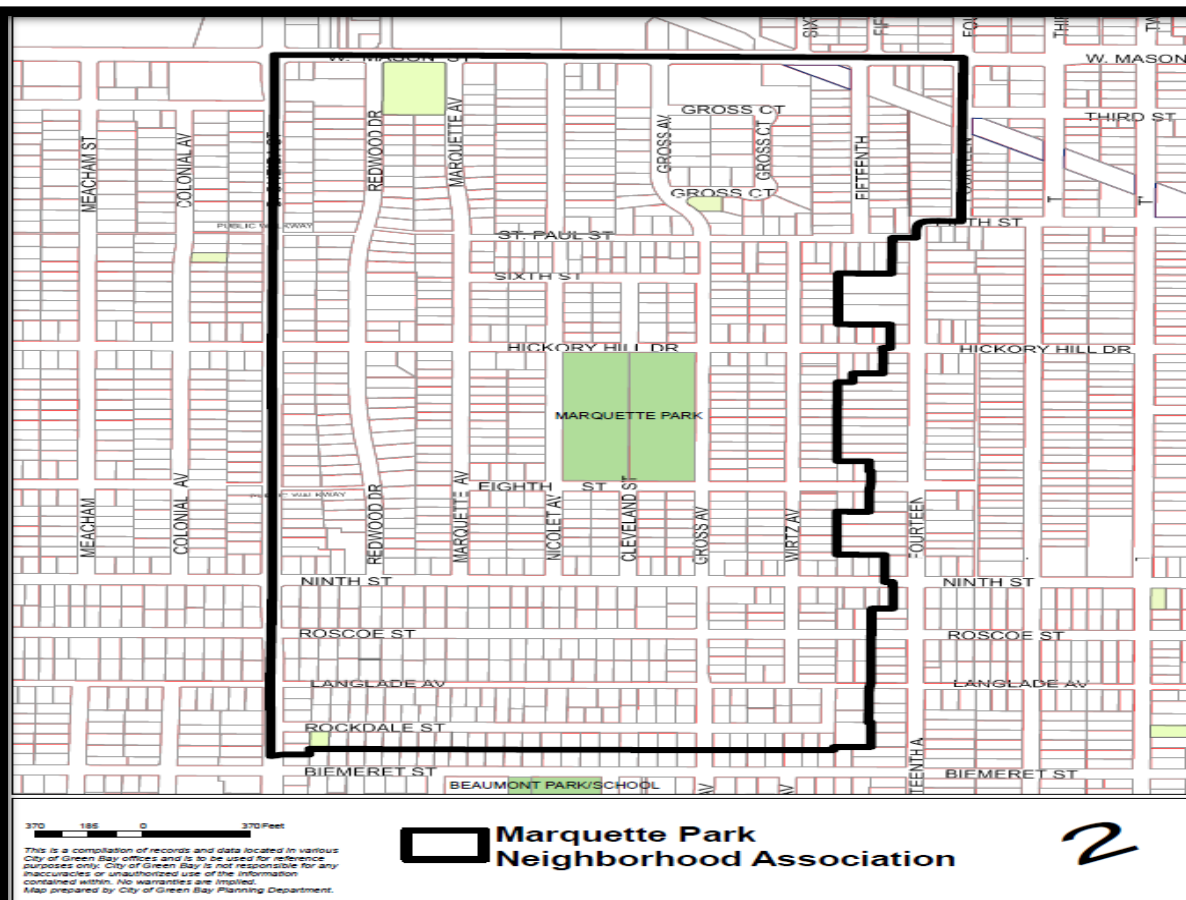 W. MASON ST
W. MASON
GROSS CT
THIRD ST
MEACHAM ST
COLONIAL AV
REDWOOD DR
MARQUETTE AV
GROSS AV
GROSS CT
FIFTEENTH
GROSS CT
PUBLIC WALKWAY
FIFTH ST
ST. PAUL ST
SIXTH ST
HICKORY HILL DR
HICKORY HILL DR
MARQUETTE PARK
EIGHTH ST
PUBLIC WALKWAY
MEACHAM
COLONIAL AV
REDWOOD DR
MARQUETTE AV
NICOLET AV
CLEVELAND ST
GROSS AV
WIRTZ AV
FOURTEEN
NINTH ST
NINTH ST
ROSCOE ST
ROSCOE ST
LANGLADE AV
LANGLADE AV
ROCKDALE ST
TEENTH A
BIEMERET ST
BIEMERET ST
BEAUMONT PARK/SCHOOL
AV
AV
370 185 0 370 Feet
This is a compilation of records and data located in various
City of Green Bay offices and is to be used for reference
purposes only. City of Green Bay is not responsible for any
inaccuracies or unauthorized use of the information
contained within. No warranties are implied.
Map prepared by City of Green Bay Planning Department.
Marquette Park
Neighborhood Association
2